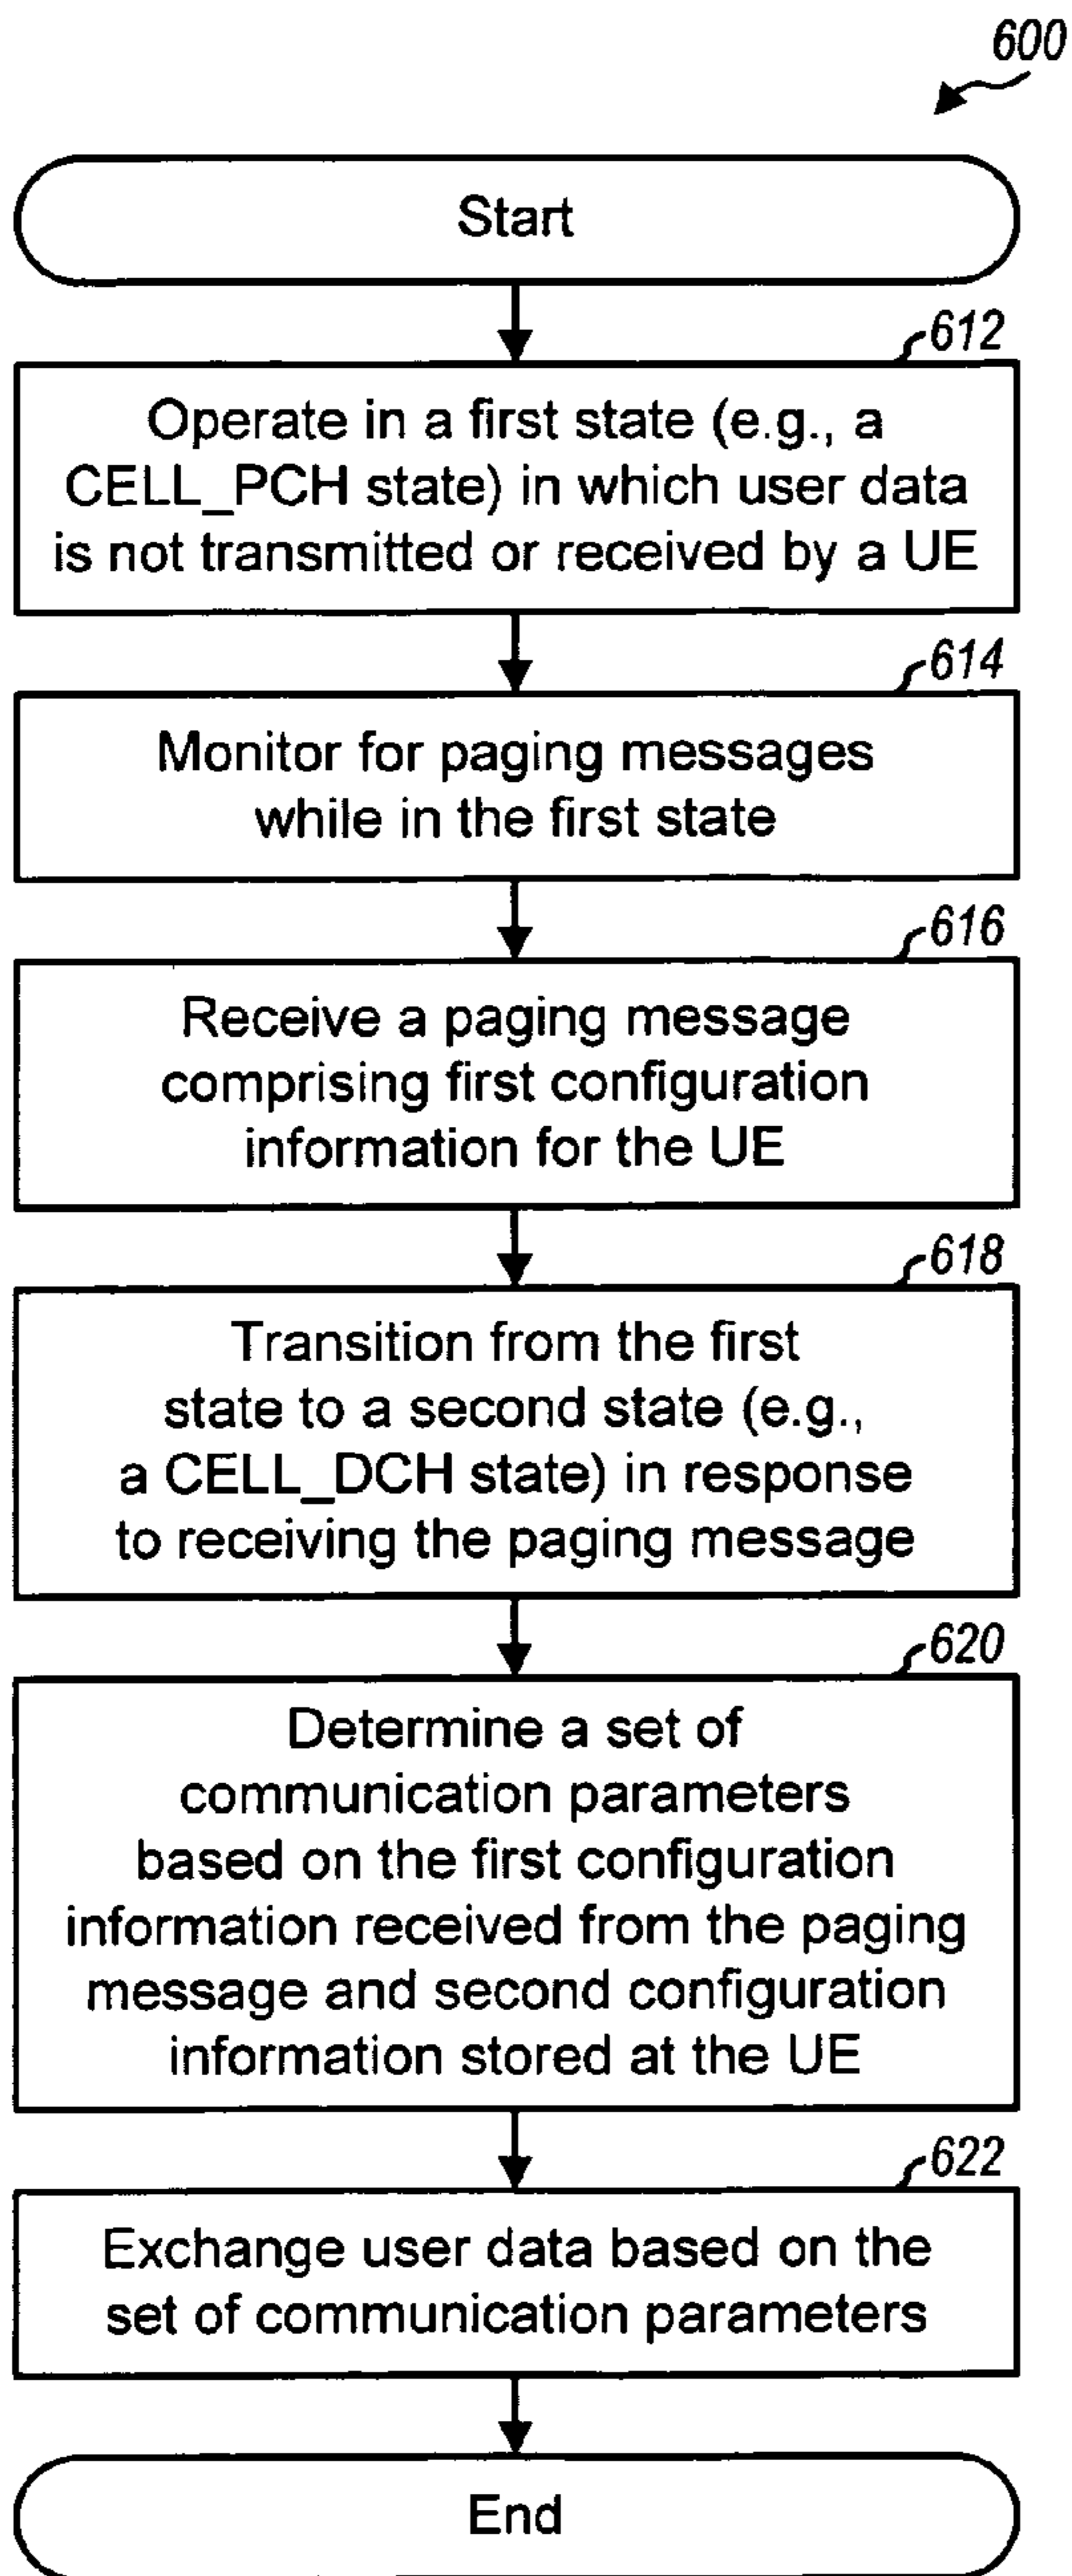 600
Start
612
Operate in a first state (e.g., a
CELL_PCH state) in which user data
is not transmitted or received by a UE
614
Monitor for paging messages
while in the first state
616
Receive a paging message
comprising first configuration
information for the UE
618
Transition from the first
state to a second state (e.g.,
a CELL_DCH state) in response
to receiving the paging message
620
Determine a set of
communication parameters
based on the first configuration
information received from the paging
message and second configuration
information stored at the UE
622
Exchange user data based on the
set of communication parameters
End